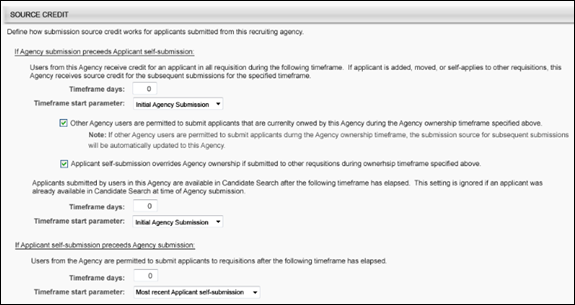 SOURCE CREDIT
Define how submission source credit works for applicants submitted from this recruiting agency.
If Agency submission preceeds Applicant self-submission:
Users from this Agency receive credit for an applicant in all requisition during the following timeframe. If applicant is added, moved, or self-applies to other requisitions, this
Agency receives source credit for the subsequent submissions for the specified timeframe.
Timeframe days: 0
Timeframe start parameter: Initial Agency Submission
Other Agency users are permitted to submit applicants that are currenlty onwed by this Agency during the Agency ownership timeframe specified above.
Note: If other Agency users are permitted to submit applicants durng the Agency ownership timeframe, the submission source for subsequent submissions
will be automatically updated to this Agency.
Applicant self-submission overrides Agency ownership if submitted to other requsitions during ownerhsip timeframe specified above.
Applicants submitted by users in this Agency are available in Candidate Search after the following timeframe has elapsed. This setting is ignored if an applicant was
already available in Candidate Search at time of Agency submission.
Timeframe days: 0
Timeframe start parameter: Initial Agency Submission
If Applicant self-submission preceeds Agency submission:
Users from the Agency are permitted to submit applicants to requisitions after the following timeframe has elapsed.
Timeframe days: 0
Timeframe start parameter: Most recent Applicant self-submission